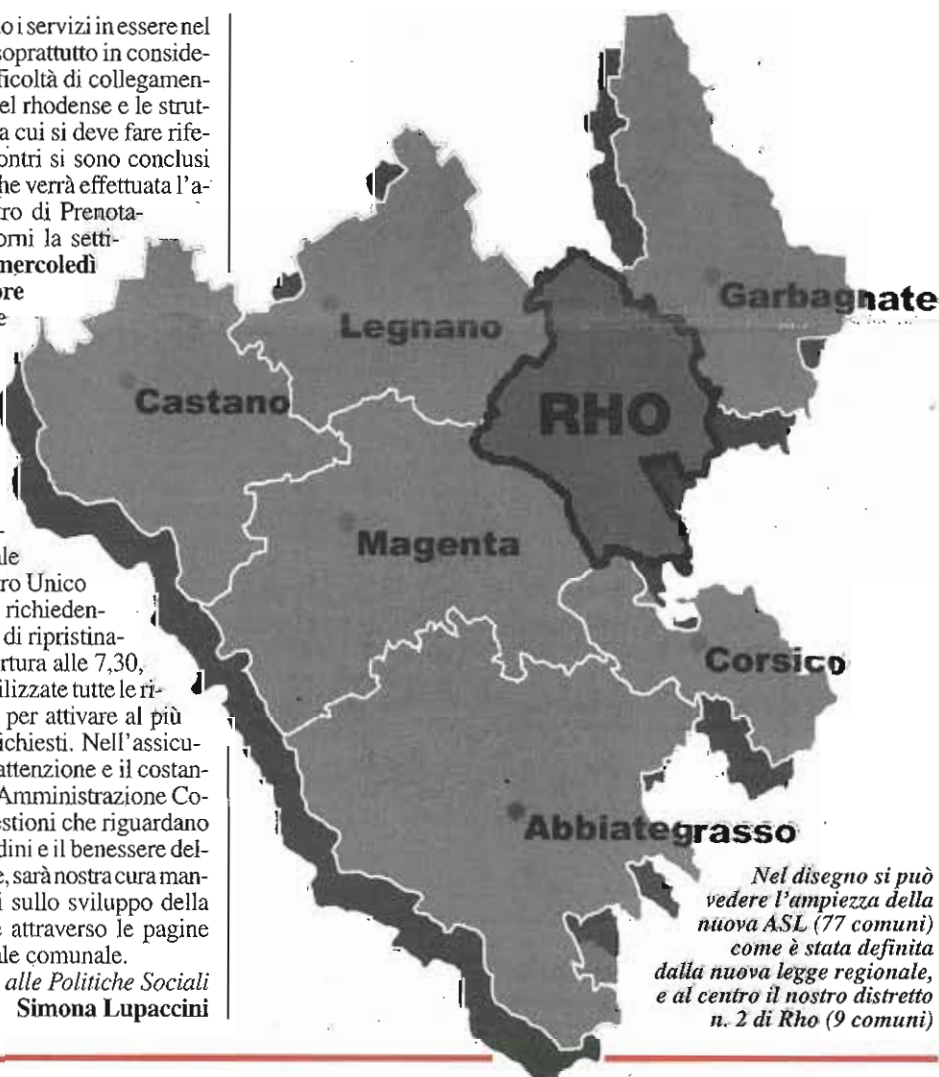 o i servizi in essere nel
soprattutto in conside-
ficoltà di collegamen-
el rhodense e le strut-
a cui si deve fare rife-
ontri si sono conclusi
he verrà effettuata l'a-
tro di Prenota-
orni la setti-
mercoledì
ore
e
-
ale
ro Unico
richieden-
di ripristina-
rtura alle 7,30,
ilizzate tutte le ri-
per attivare al più
ichiesti. Nell'assicu-
attenzione e il costan-
Amministrazione Co-
estioni che riguardano
dini e il benessere del-
e, sarà nostra cura man-
i sullo sviluppo della
e attraverso le pagine
ale comunale.
alle Politiche Sociali
Simona Lupaccini
Garbagnate
Legnano
Castano
RHO
Magenta
Corsico
Abbiategrasso
Nel disegno si può
vedere l'ampiezza della
nuova ASL (77 comuni)
come è stata definita
dalla nuova legge regionale,
e al centro il nostro distretto
n. 2 di Rho (9 comuni)